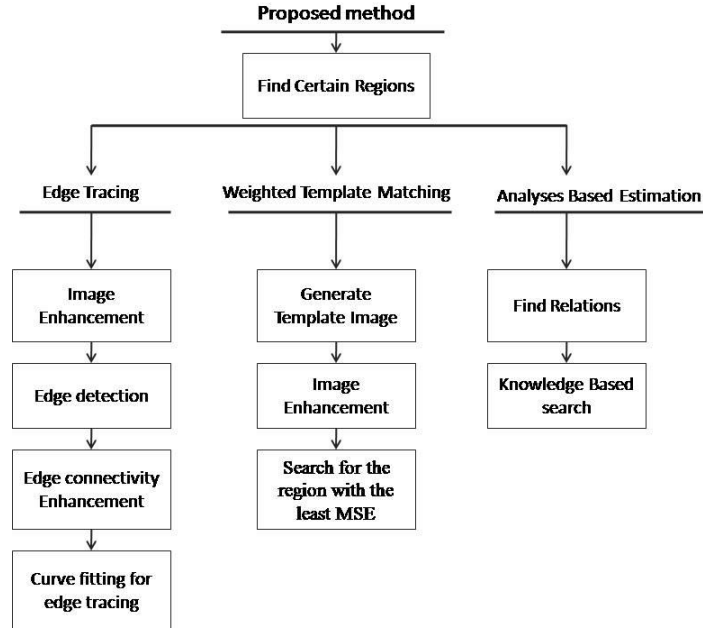 Proposed method
Find Certain Regions
Edge Tracing
Weighted Template Matching
Analyses Based Estimation
Image
Enhancement
Edge detection
Edge connectivity
Enhancement
Curve fitting for
edge tracing
Generate
Template Image
Image
Enhancement
Search for the
region with the
least MSE
Find Relations
Knowledge Based
search